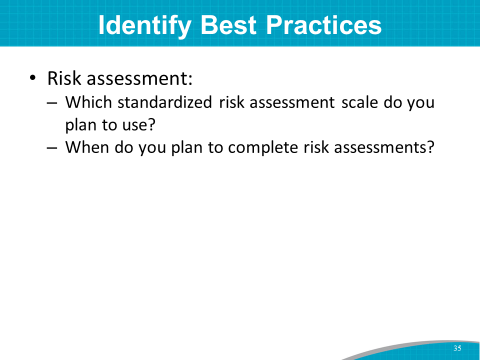 Identify Best Practices
• Risk assessment:
– Which standardized risk assessment scale do you
plan to use?
– When do you plan to complete risk assessments?
35